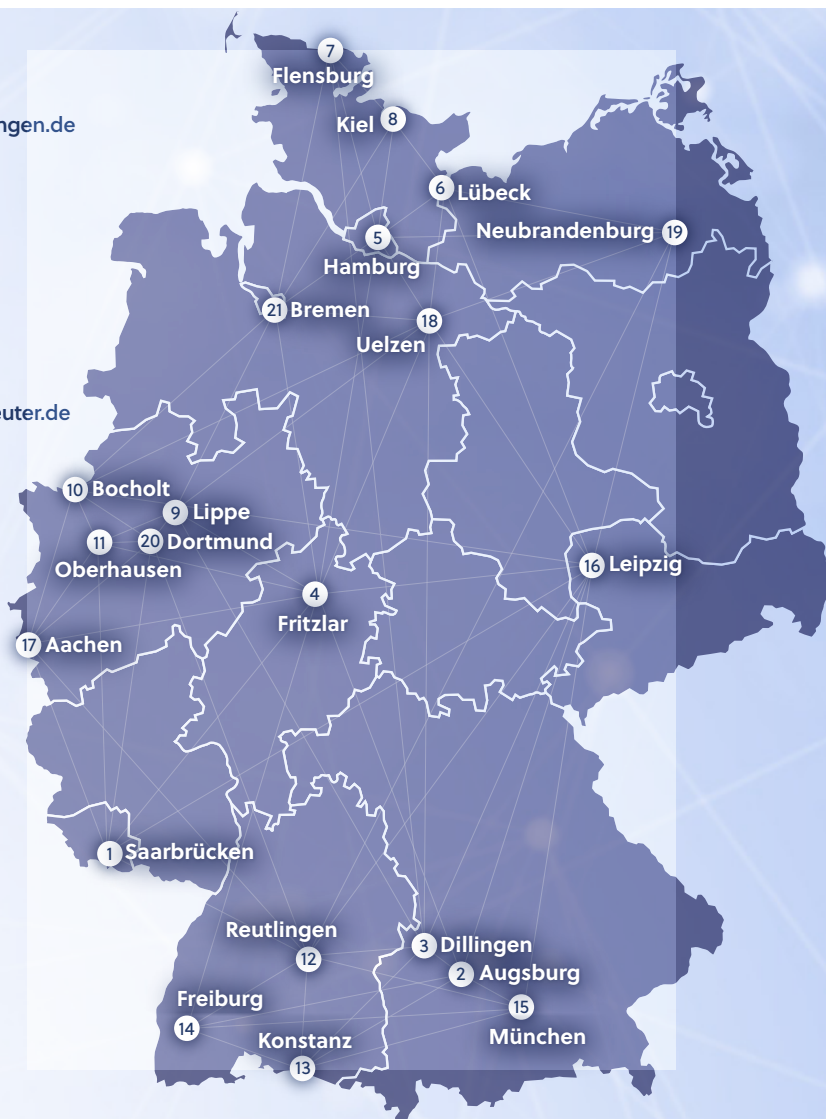 7
Flensburg
ngen.de
Kiel 8
6 Lübeck
Neubrandenburg 19
5
Hamburg
21 Bremen
18
Uelzen
uter.de
10 Bocholt
9 Lippe
11
20 Dortmund
Oberhausen
16 Leipzig
4
Fritzlar
17 Aachen
1 Saarbrücken
Reutlingen
12
3 Dillingen
2 Augsburg
Freiburg
14
15
München
Konstanz
13